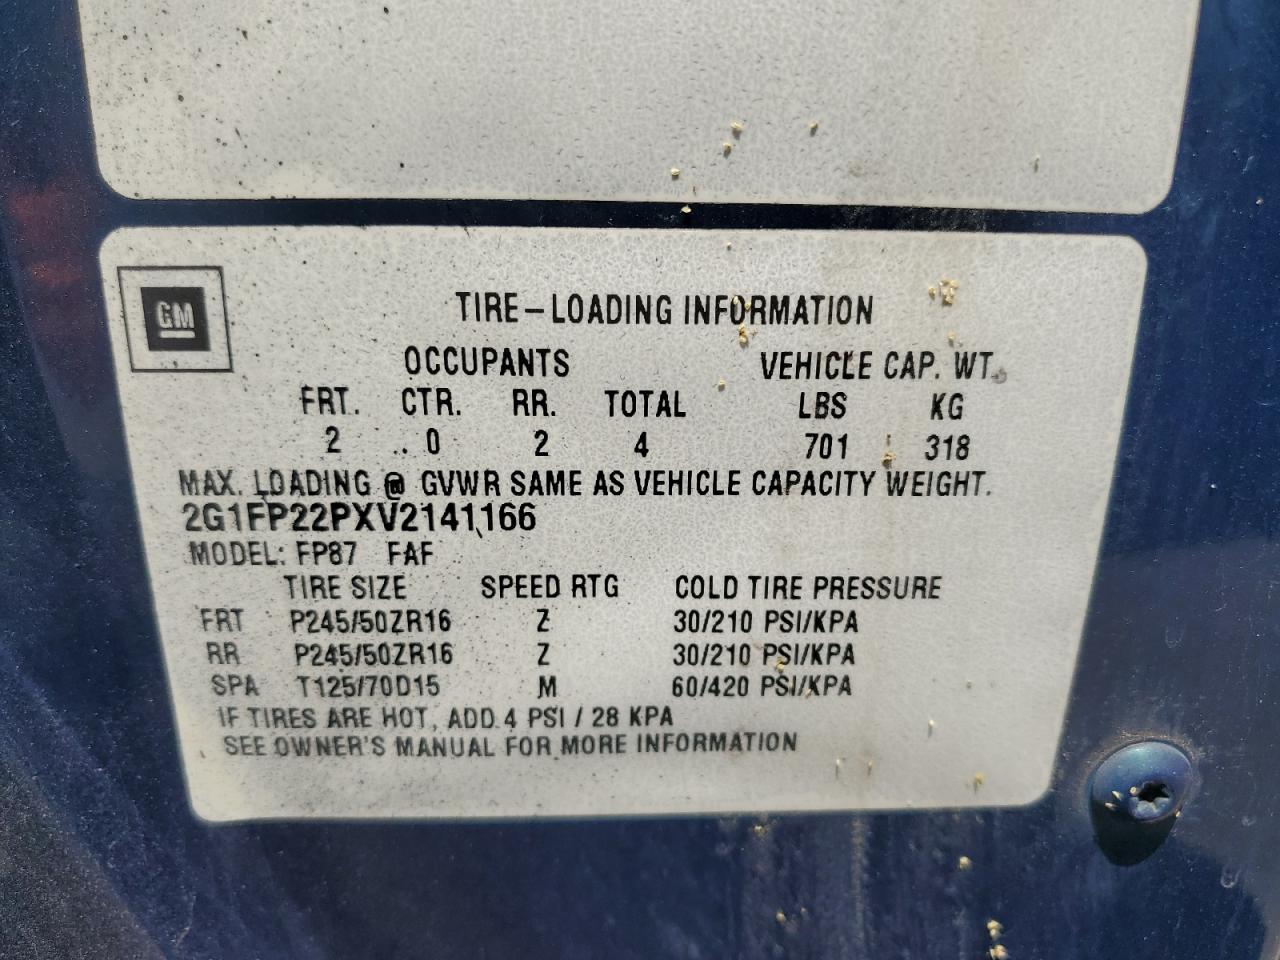 GM
TIRE-LOADING INFORMATION
OCCUPANTS VEHICLE CAP. WT.
FRT. CTR. RR. TOTAL LBS KG
2 0 2 4 701 318
MAX. LOADING @ GVWR SAME AS VEHICLE CAPACITY WEIGHT.
2G1FP22PXV2141166
MODEL: FP87 FAF
TIRE SIZE SPEED RTG COLD TIRE PRESSURE
FRT P245/50ZR16 Z 30/210 PSI/KPA
RR P245/50ZR16 Z 30/210 PSI/KPA
SPA T125/70D15 M 60/420 PSI/KPA
IF TIRES ARE HOT, ADD 4 PSI / 28 KPA
SEE OWNER'S MANUAL FOR MORE INFORMATION